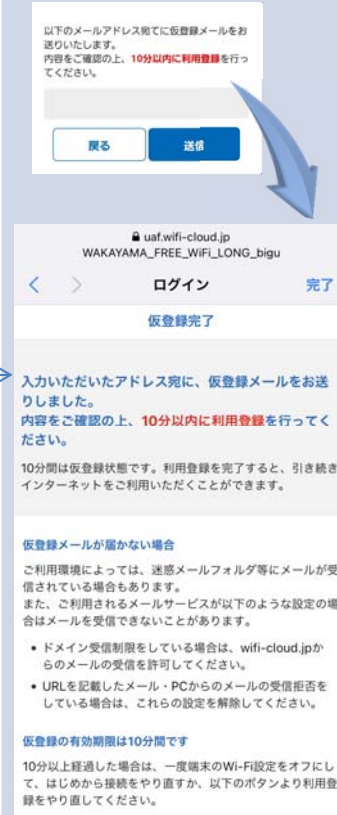 以下のメールアドレス宛てに仮登録メールをお
送りいたします。
内容をご確認の上、10分以内に利用登録を行っ
てください。
戻る
送信
uaf.wifi-cloud.jp
WAKAYAMA_FREE_WiFi_LONG_bigu
ログイン
完了
仮登録完了
入力いただいたアドレス宛に、仮登録メールをお送
りしました。
内容をご確認の上、10分以内に利用登録を行ってく
ださい。
10分間は仮登録状態です。利用登録を完了すると、引き続き
インターネットをご利用いただくことができます。
仮登録メールが届かない場合
ご利用環境によっては、迷惑メールフォルダ等にメールが受
信されている場合もあります。
また、ご利用されるメールサービスが以下のような設定の場
合はメールを受信できないことがあります。
• ドメイン受信制限をしている場合は、wifi-cloud.jpか
らのメールの受信を許可してください。
• URLを記載したメール・PCからのメールの受信拒否を
している場合は、これらの設定を解除してください。
仮登録の有効期限は10分間です
10分以上経過した場合は、一度端末のWi-Fi設定をオフにし
て、はじめから接続をやり直すか、以下のボタンより利用登
録をやり直してください。